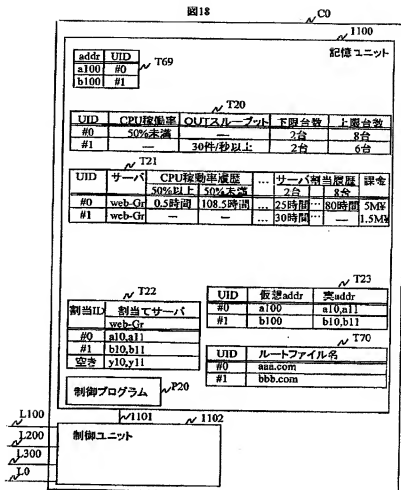 図18
C0
1100
記憶ユニット
addr UID
a100 #0
b100 #1
T69
T20
UID CPU稼働率 OUTスループット 下限台数 上限台数
#0 50%未満 — 2台 8台
#1 — 30件/秒以上 2台 6台
T21
UID サーバ CPU稼働率履歴 … サーバ割当履歴 課金
50%以上 50%未満 2台 8台
#0 web-Gr 0.5時間 108.5時間 … 25時間 … 80時間 5M¥
#1 web-Gr — — … 30時間 … — 1.5M¥
T22
割当ID 割当てサーバ
web-Gr
#0 a10,a11
#1 b10,b11
空き y10,y11
T23
UID 仮想addr 実addr
#0 a100 a10,a11
#1 b100 b10,b11
T70
UID ルートファイル名
#0 aaa.com
#1 bbb.com
制御プログラム
P20
1101
1102
制御ユニット
L100
L200
L300
L0